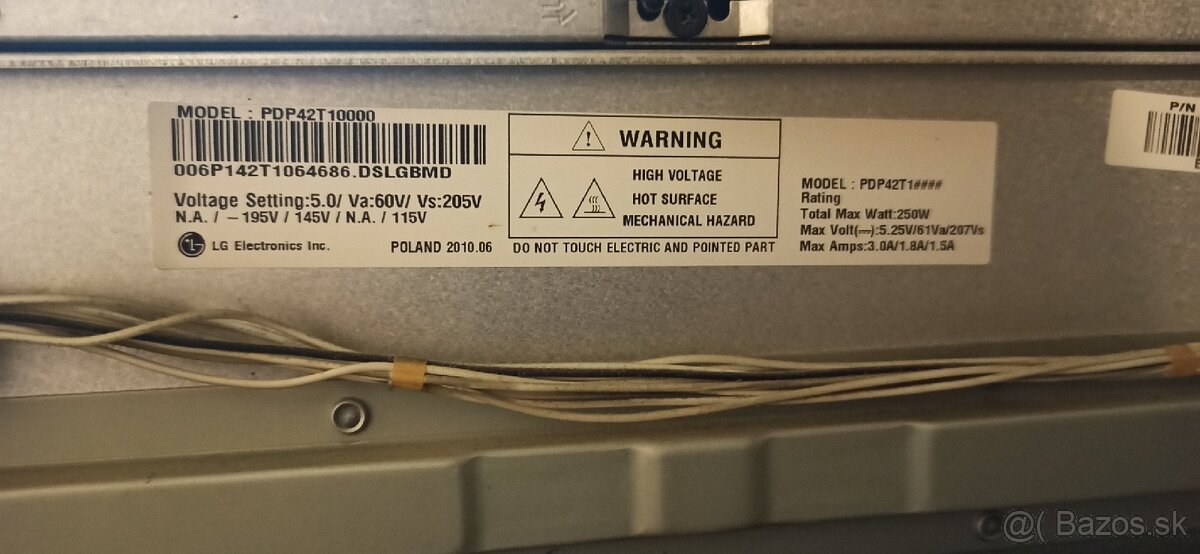 MODEL : PDP42T10000
006P142T1064686.DSLGBMD
Voltage Setting:5.0/ Va:60V/ Vs:205V
N.A. / -195V / 145V / N.A. / 115V
LG LG Electronics Inc. POLAND 2010.06
WARNING
HIGH VOLTAGE
HOT SURFACE
MECHANICAL HAZARD
DO NOT TOUCH ELECTRIC AND POINTED PART
MODEL : PDP42T1####
Rating
Total Max Watt:250W
Max Volt(⎓):5.25V/61Va/207Vs
Max Amps:3.0A/1.8A/1.5A
P/N
@( Bazos.sk